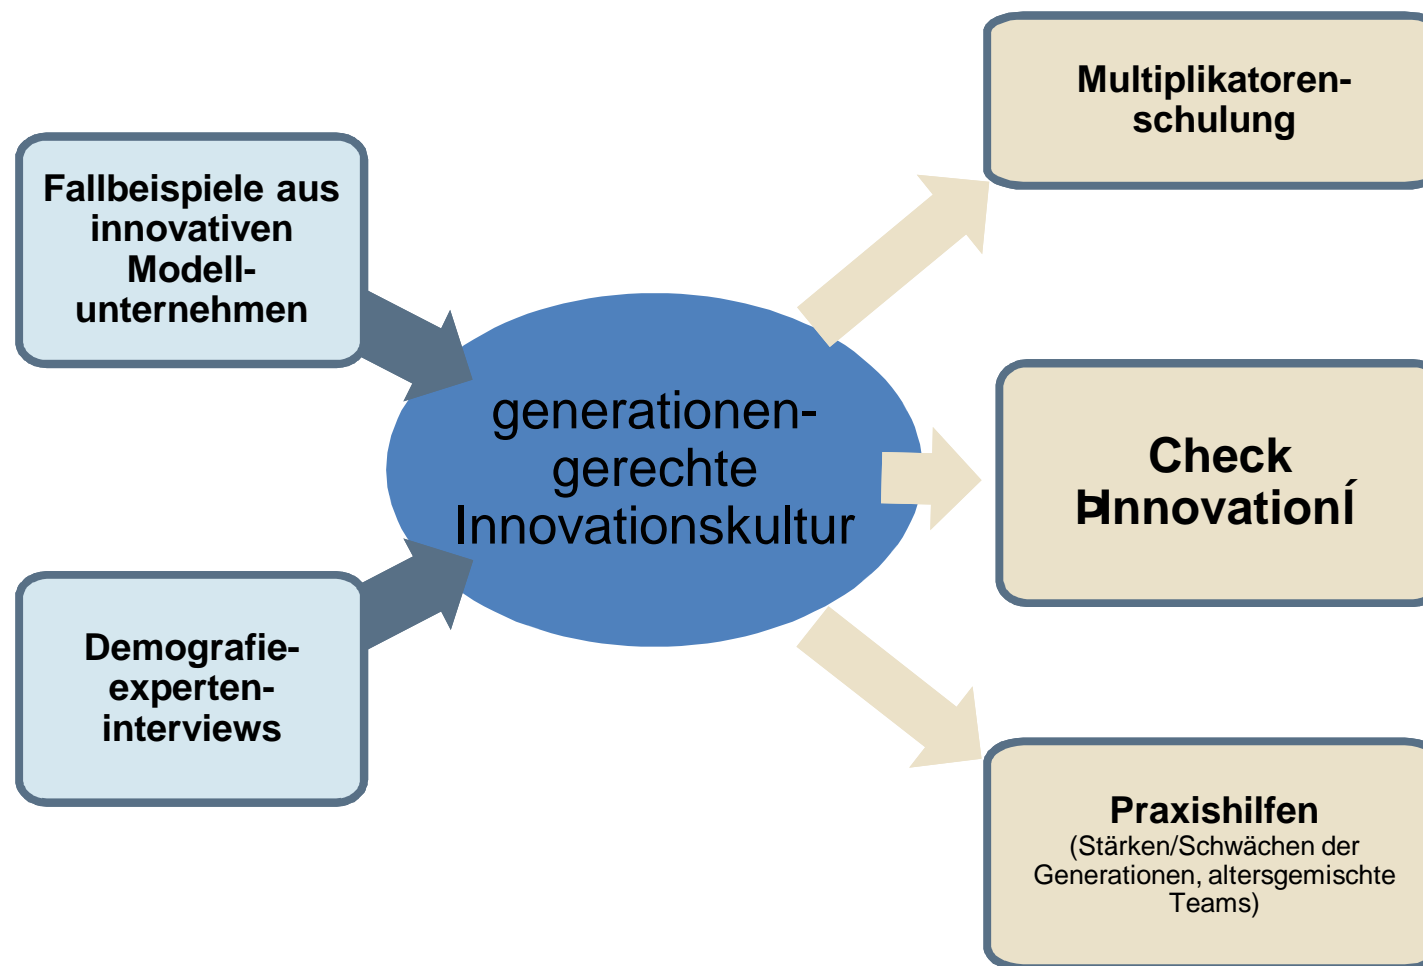 Fallbeispiele aus
innovativen
Modell-
unternehmen
Demografie-
experten-
interviews
generationen-
gerechte
Innovationskultur
Multiplikatoren-
schulung
Check
ÞInnovationÍ
Praxishilfen
(Stärken/Schwächen der
Generationen, altersgemischte
Teams)